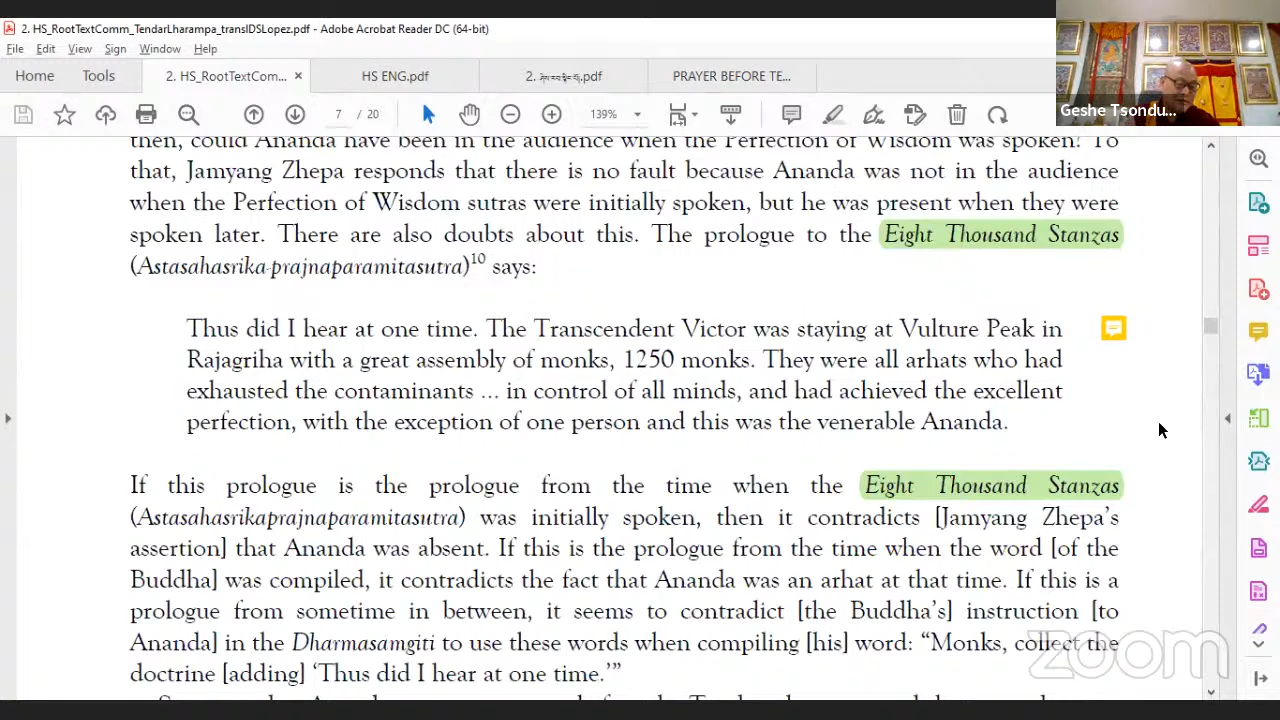 2. HS_RootTextComm_TendarLharampa_translDSLopez.pdf - Adobe Acrobat Reader DC (64-bit)
File Edit View Sign Window Help
Home Tools 2. HS_RootTextCom... × HS ENG.pdf 2. .pdf PRAYER BEFORE TE...
7 / 20 139%
Geshe Tsondu...
then, could Ananda have been in the audience when the Perfection of Wisdom was spoken? To
that, Jamyang Zhepa responds that there is no fault because Ananda was not in the audience
when the Perfection of Wisdom sutras were initially spoken, but he was present when they were
spoken later. There are also doubts about this. The prologue to the Eight Thousand Stanzas
(Astasahasrika-prajnaparamitasutra)10 says:
Thus did I hear at one time. The Transcendent Victor was staying at Vulture Peak in
Rajagriha with a great assembly of monks, 1250 monks. They were all arhats who had
exhausted the contaminants ... in control of all minds, and had achieved the excellent
perfection, with the exception of one person and this was the venerable Ananda.
If this prologue is the prologue from the time when the Eight Thousand Stanzas
(Astasahasrikaprajnaparamitasutra) was initially spoken, then it contradicts [Jamyang Zhepa's
assertion] that Ananda was absent. If this is the prologue from the time when the word [of the
Buddha] was compiled, it contradicts the fact that Ananda was an arhat at that time. If this is a
prologue from sometime in between, it seems to contradict [the Buddha's] instruction [to
Ananda] in the Dharmasamgiti to use these words when compiling [his] word: "Monks, collect the
doctrine [adding] 'Thus did I hear at one time.'"
zoom